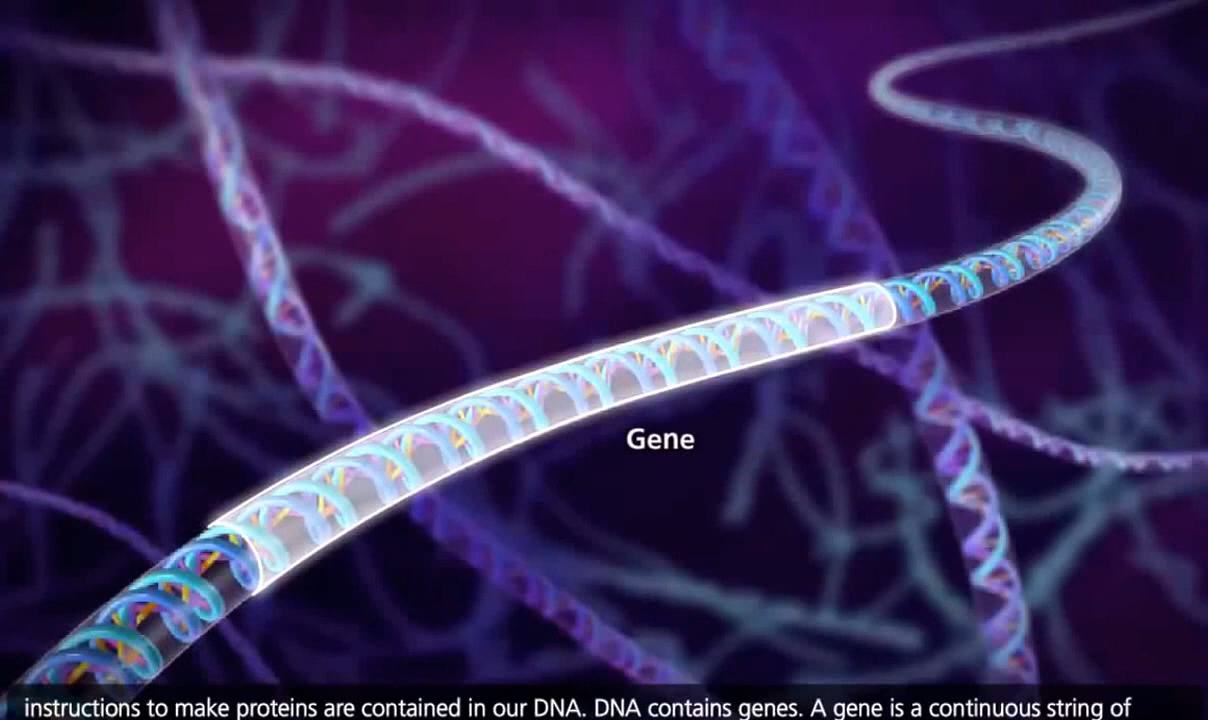 Gene
instructions to make proteins are contained in our DNA. DNA contains genes. A gene is a continuous string of